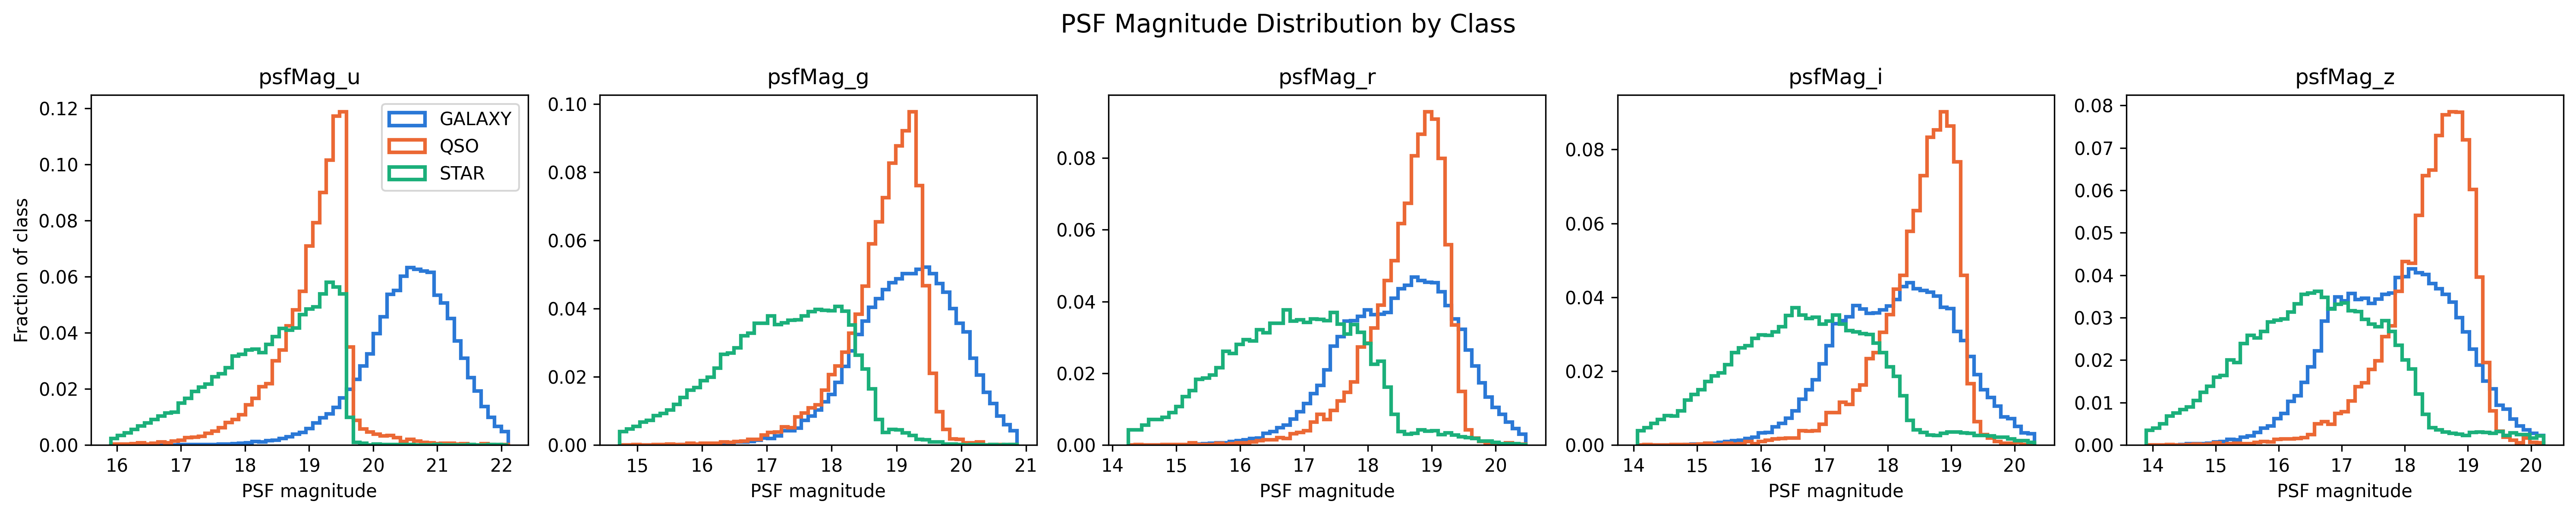 PSF Magnitude Distribution by Class
psfMag_u
Fraction of class
0.12
0.10
0.08
0.06
0.04
0.02
0.00
GALAXY
QSO
STAR
16 17 18 19 20 21 22
PSF magnitude
psfMag_g
0.10
0.08
0.06
0.04
0.02
0.00
15 16 17 18 19 20 21
PSF magnitude
psfMag_r
0.08
0.06
0.04
0.02
0.00
14 15 16 17 18 19 20
PSF magnitude
psfMag_i
0.08
0.06
0.04
0.02
0.00
14 15 16 17 18 19 20
PSF magnitude
psfMag_z
0.08
0.07
0.06
0.05
0.04
0.03
0.02
0.01
0.00
14 15 16 17 18 19 20
PSF magnitude